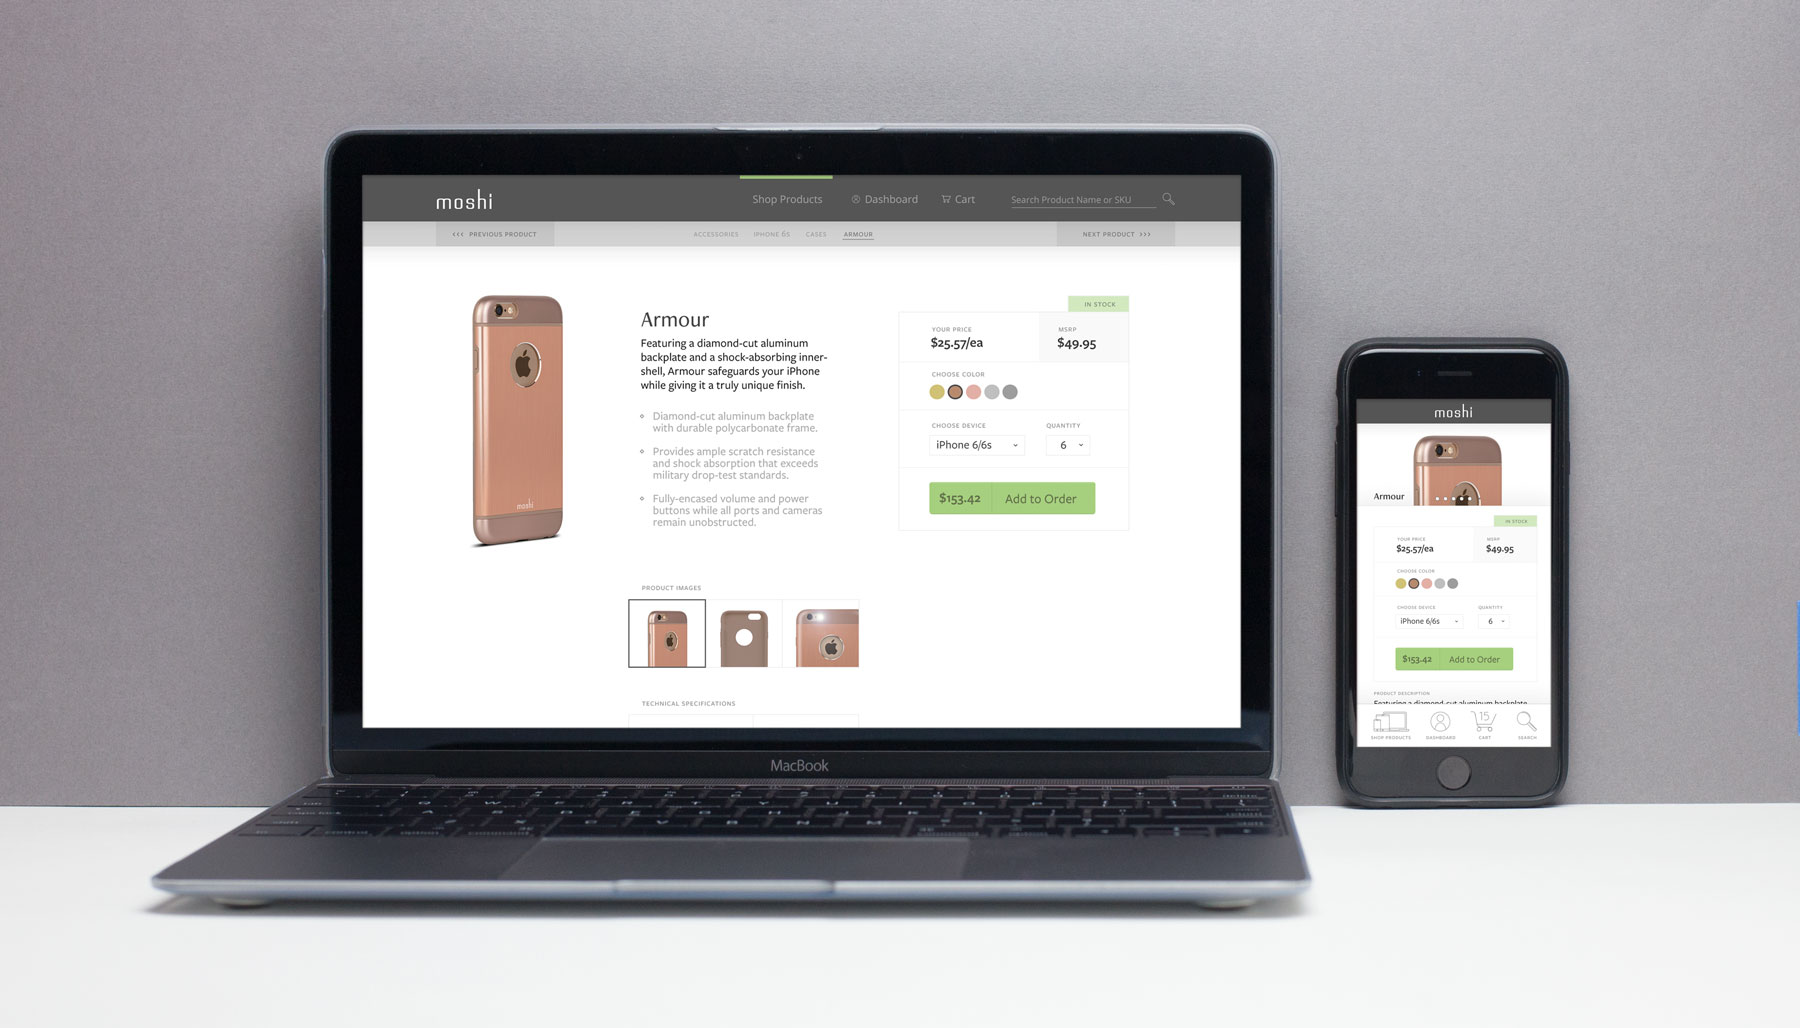 moshi
Shop Products
Dashboard
Cart
Search Product Name or SKU
‹‹‹ PREVIOUS PRODUCT
ACCESSORIES
IPHONE 6S
CASES
ARMOUR
NEXT PRODUCT ›››
moshi
Armour
Featuring a diamond-cut aluminum
backplate and a shock-absorbing inner-
shell, Armour safeguards your iPhone
while giving it a truly unique finish.
Diamond-cut aluminum backplate
with durable polycarbonate frame.
Provides ample scratch resistance
and shock absorption that exceeds
military drop-test standards.
Fully-encased volume and power
buttons while all ports and cameras
remain unobstructed.
IN STOCK
YOUR PRICE
$25.57/ea
MSRP
$49.95
CHOOSE COLOR
CHOOSE DEVICE
iPhone 6/6s
QUANTITY
6
$153.42
Add to Order
PRODUCT IMAGES
TECHNICAL SPECIFICATIONS
MacBook
moshi
Armour
IN STOCK
YOUR PRICE
$25.57/ea
MSRP
$49.95
CHOOSE COLOR
CHOOSE DEVICE
iPhone 6/6s
QUANTITY
6
$153.42
Add to Order
PRODUCT DESCRIPTION
Featuring a diamond-cut aluminum backplate
15
SHOP PRODUCTS
DASHBOARD
CART
SEARCH